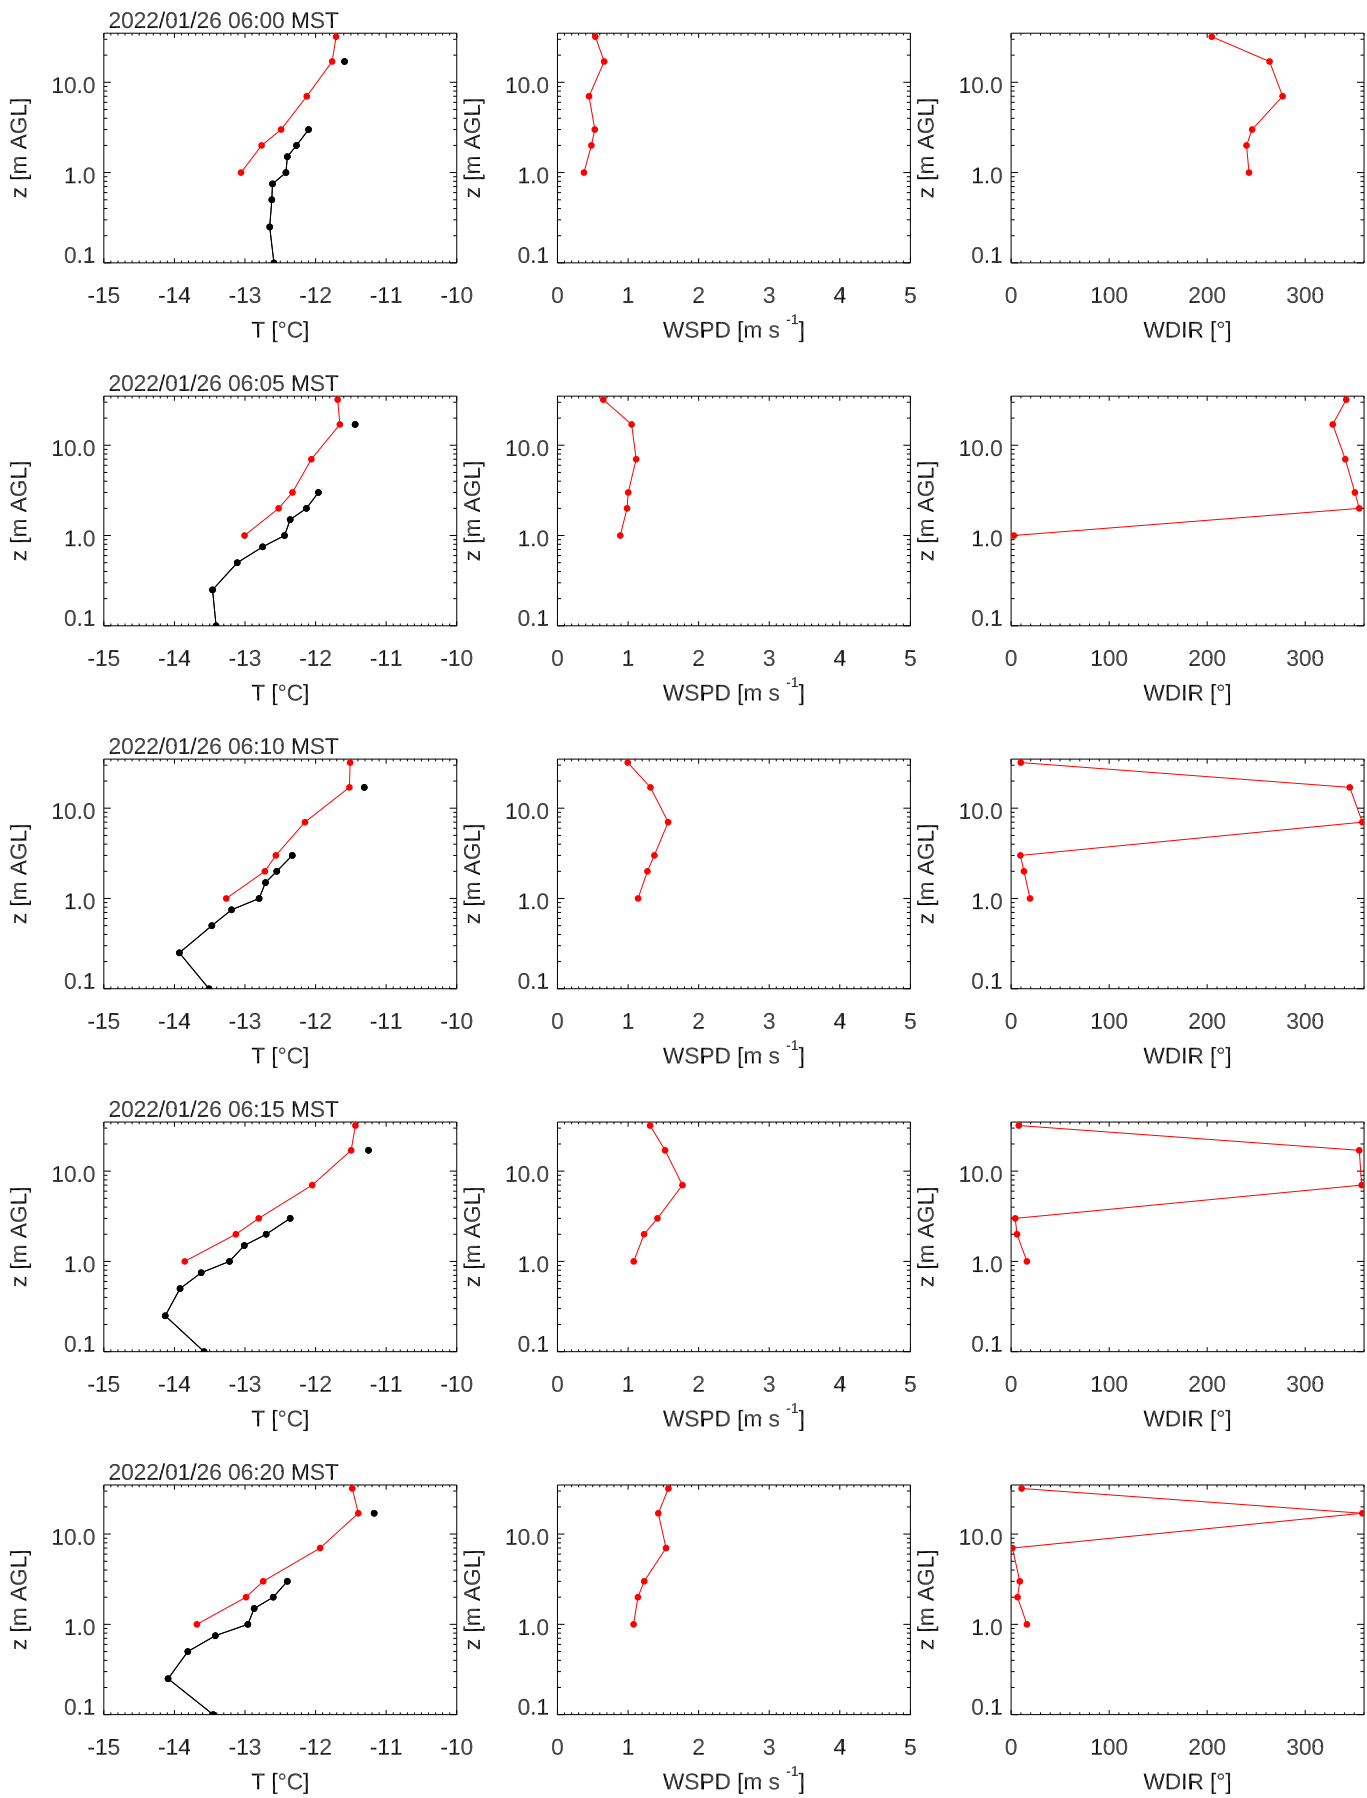 2022/01/26 06:00 MST
10.0 10.0 10.0
z [m AGL] z [m AGL] z [m AGL]
1.0 1.0 1.0
0.1 0.1 0.1
-15 -14 -13 -12 -11 -10 0 1 2 3 4 5 0 100 200 300
T [°C] WSPD [m s -1] WDIR [°]
2022/01/26 06:05 MST
10.0 10.0 10.0
z [m AGL] z [m AGL] z [m AGL]
1.0 1.0 1.0
0.1 0.1 0.1
-15 -14 -13 -12 -11 -10 0 1 2 3 4 5 0 100 200 300
T [°C] WSPD [m s -1] WDIR [°]
2022/01/26 06:10 MST
10.0 10.0 10.0
z [m AGL] z [m AGL] z [m AGL]
1.0 1.0 1.0
0.1 0.1 0.1
-15 -14 -13 -12 -11 -10 0 1 2 3 4 5 0 100 200 300
T [°C] WSPD [m s -1] WDIR [°]
2022/01/26 06:15 MST
10.0 10.0 10.0
z [m AGL] z [m AGL] z [m AGL]
1.0 1.0 1.0
0.1 0.1 0.1
-15 -14 -13 -12 -11 -10 0 1 2 3 4 5 0 100 200 300
T [°C] WSPD [m s -1] WDIR [°]
2022/01/26 06:20 MST
10.0 10.0 10.0
z [m AGL] z [m AGL] z [m AGL]
1.0 1.0 1.0
0.1 0.1 0.1
-15 -14 -13 -12 -11 -10 0 1 2 3 4 5 0 100 200 300
T [°C] WSPD [m s -1] WDIR [°]